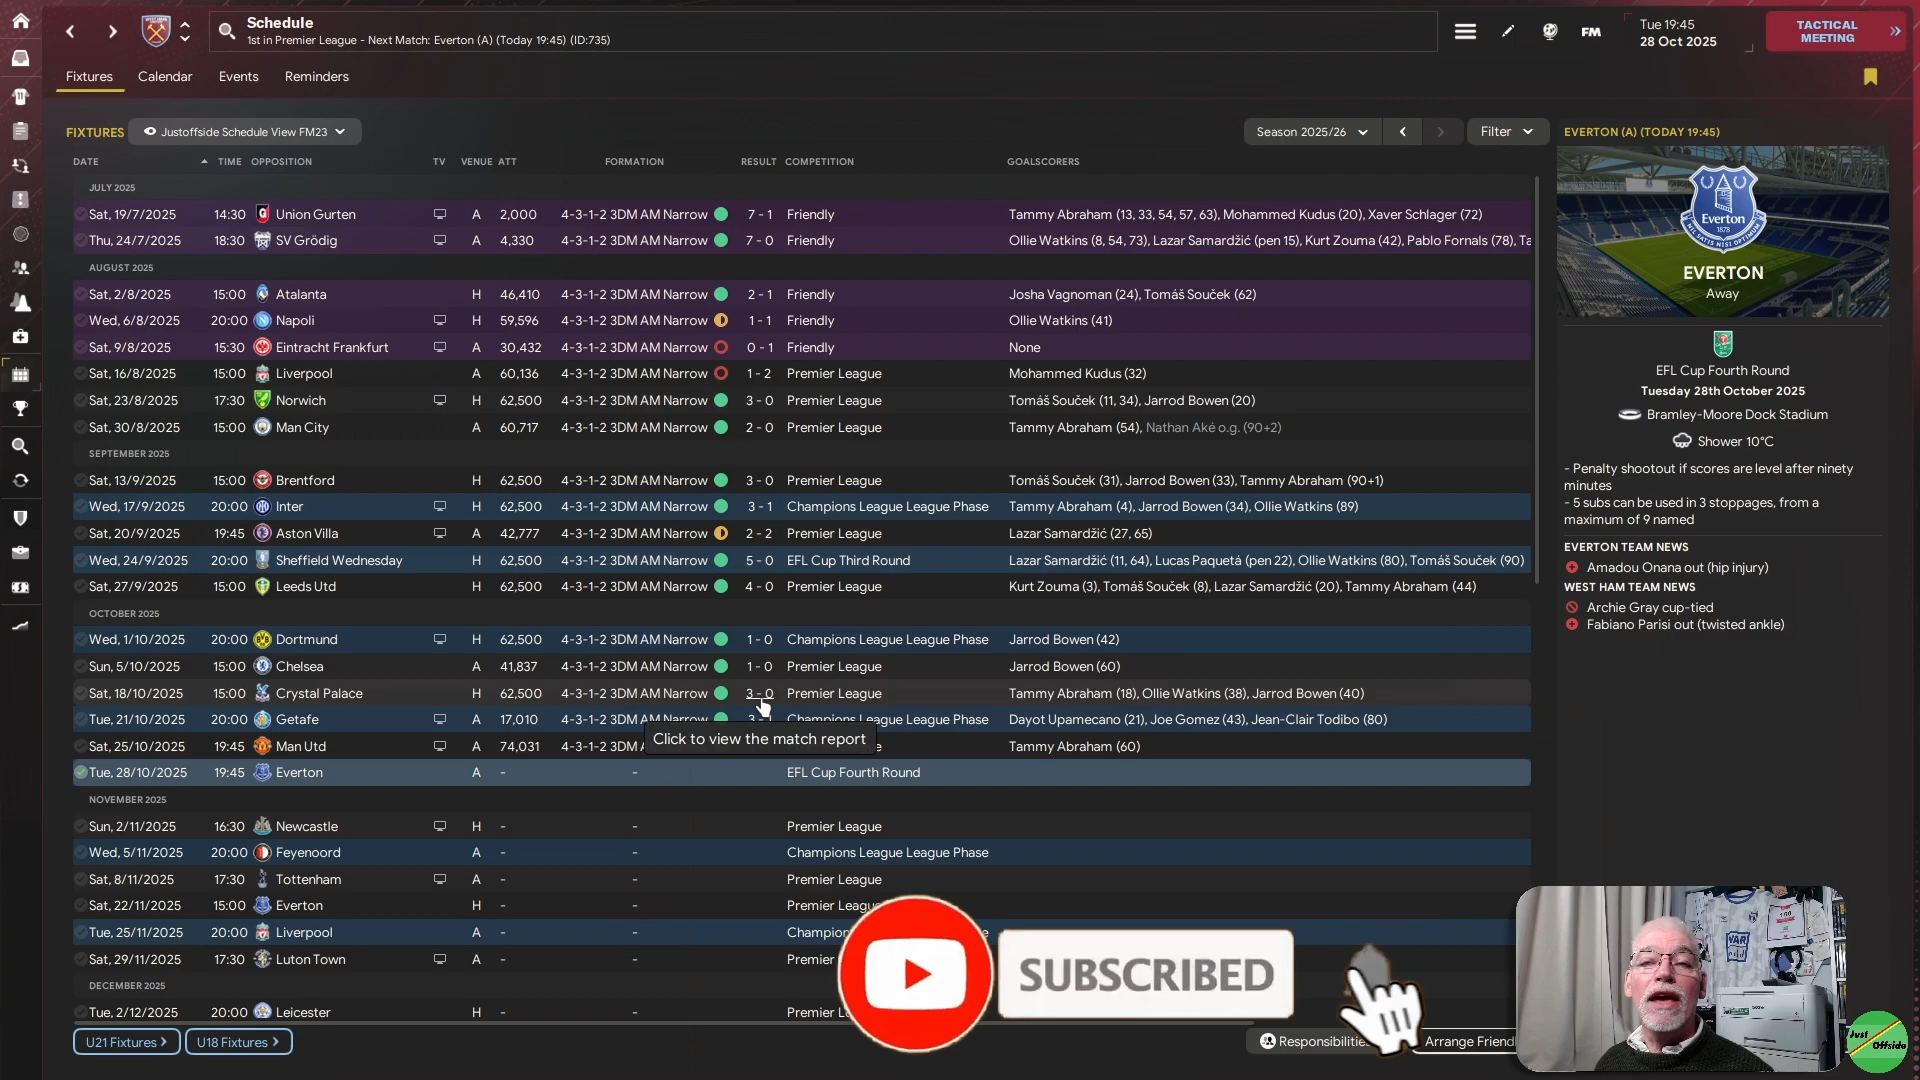 Schedule
1st in Premier League - Next Match: Everton (A) (Today 19:45) (ID:735)
FM
Tue 19:45
28 Oct 2025
TACTICAL
MEETING
Fixtures Calendar Events Reminders
FIXTURES Justoffside Schedule View FM23 Season 2025/26 Filter
DATE TIME OPPOSITION TV VENUE ATT FORMATION RESULT COMPETITION GOALSCORERS
JULY 2025
Sat, 19/7/2025 14:30 Union Gurten A 2,000 4-3-1-2 3DM AM Narrow 7 - 1 Friendly Tammy Abraham (13, 33, 54, 57, 63), Mohammed Kudus (20), Xaver Schlager (72)
Thu, 24/7/2025 18:30 SV Grödig A 4,330 4-3-1-2 3DM AM Narrow 7 - 0 Friendly Ollie Watkins (8, 54, 73), Lazar Samardžić (pen 15), Kurt Zouma (42), Pablo Fornals (78), Ta
AUGUST 2025
Sat, 2/8/2025 15:00 Atalanta H 46,410 4-3-1-2 3DM AM Narrow 2 - 1 Friendly Josha Vagnoman (24), Tomáš Souček (62)
Wed, 6/8/2025 20:00 Napoli H 59,596 4-3-1-2 3DM AM Narrow 1 - 1 Friendly Ollie Watkins (41)
Sat, 9/8/2025 15:30 Eintracht Frankfurt A 30,432 4-3-1-2 3DM AM Narrow 0 - 1 Friendly None
Sat, 16/8/2025 15:00 Liverpool A 60,136 4-3-1-2 3DM AM Narrow 1 - 2 Premier League Mohammed Kudus (32)
Sat, 23/8/2025 17:30 Norwich H 62,500 4-3-1-2 3DM AM Narrow 3 - 0 Premier League Tomáš Souček (11, 34), Jarrod Bowen (20)
Sat, 30/8/2025 15:00 Man City A 60,717 4-3-1-2 3DM AM Narrow 2 - 0 Premier League Tammy Abraham (54), Nathan Aké o.g. (90+2)
SEPTEMBER 2025
Sat, 13/9/2025 15:00 Brentford H 62,500 4-3-1-2 3DM AM Narrow 3 - 0 Premier League Tomáš Souček (31), Jarrod Bowen (33), Tammy Abraham (90+1)
Wed, 17/9/2025 20:00 Inter H 62,500 4-3-1-2 3DM AM Narrow 3 - 1 Champions League League Phase Tammy Abraham (4), Jarrod Bowen (34), Ollie Watkins (89)
Sat, 20/9/2025 19:45 Aston Villa A 42,777 4-3-1-2 3DM AM Narrow 2 - 2 Premier League Lazar Samardžić (27, 65)
Wed, 24/9/2025 20:00 Sheffield Wednesday H 62,500 4-3-1-2 3DM AM Narrow 5 - 0 EFL Cup Third Round Lazar Samardžić (11, 64), Lucas Paquetá (pen 22), Ollie Watkins (80), Tomáš Souček (90)
Sat, 27/9/2025 15:00 Leeds Utd H 62,500 4-3-1-2 3DM AM Narrow 4 - 0 Premier League Kurt Zouma (3), Tomáš Souček (8), Lazar Samardžić (20), Tammy Abraham (44)
OCTOBER 2025
Wed, 1/10/2025 20:00 Dortmund H 62,500 4-3-1-2 3DM AM Narrow 1 - 0 Champions League League Phase Jarrod Bowen (42)
Sun, 5/10/2025 15:00 Chelsea A 41,837 4-3-1-2 3DM AM Narrow 1 - 0 Premier League Jarrod Bowen (60)
Sat, 18/10/2025 15:00 Crystal Palace H 62,500 4-3-1-2 3DM AM Narrow 3 - 0 Premier League Tammy Abraham (18), Ollie Watkins (38), Jarrod Bowen (40)
Tue, 21/10/2025 20:00 Getafe A 17,010 4-3-1-2 3DM AM Narrow 3 - Champions League League Phase Dayot Upamecano (21), Joe Gomez (43), Jean-Clair Todibo (80)
Click to view the match report
Sat, 25/10/2025 19:45 Man Utd A 74,031 4-3-1-2 3DM Tammy Abraham (60)
Tue, 28/10/2025 19:45 Everton A - - EFL Cup Fourth Round
NOVEMBER 2025
Sun, 2/11/2025 16:30 Newcastle H - - Premier League
Wed, 5/11/2025 20:00 Feyenoord A - - Champions League League Phase
Sat, 8/11/2025 17:30 Tottenham A - - Premier League
Sat, 22/11/2025 15:00 Everton H - - Premier League
Tue, 25/11/2025 20:00 Liverpool A - - Champion
Sat, 29/11/2025 17:30 Luton Town A - - Premier
DECEMBER 2025
Tue, 2/12/2025 20:00 Leicester H - - Premier L
U21 Fixtures U18 Fixtures Responsibilitie Arrange Friend
SUBSCRIBED
EVERTON (A) (TODAY 19:45)
Everton
1878
NIL SATIS NISI OPTIMUM
EVERTON
Away
EFL Cup Fourth Round
Tuesday 28th October 2025
Bramley-Moore Dock Stadium
Shower 10°C
- Penalty shootout if scores are level after ninety
minutes
- 5 subs can be used in 3 stoppages, from a
maximum of 9 named
EVERTON TEAM NEWS
Amadou Onana out (hip injury)
WEST HAM TEAM NEWS
Archie Gray cup-tied
Fabiano Parisi out (twisted ankle)
VAR
Just
Offside